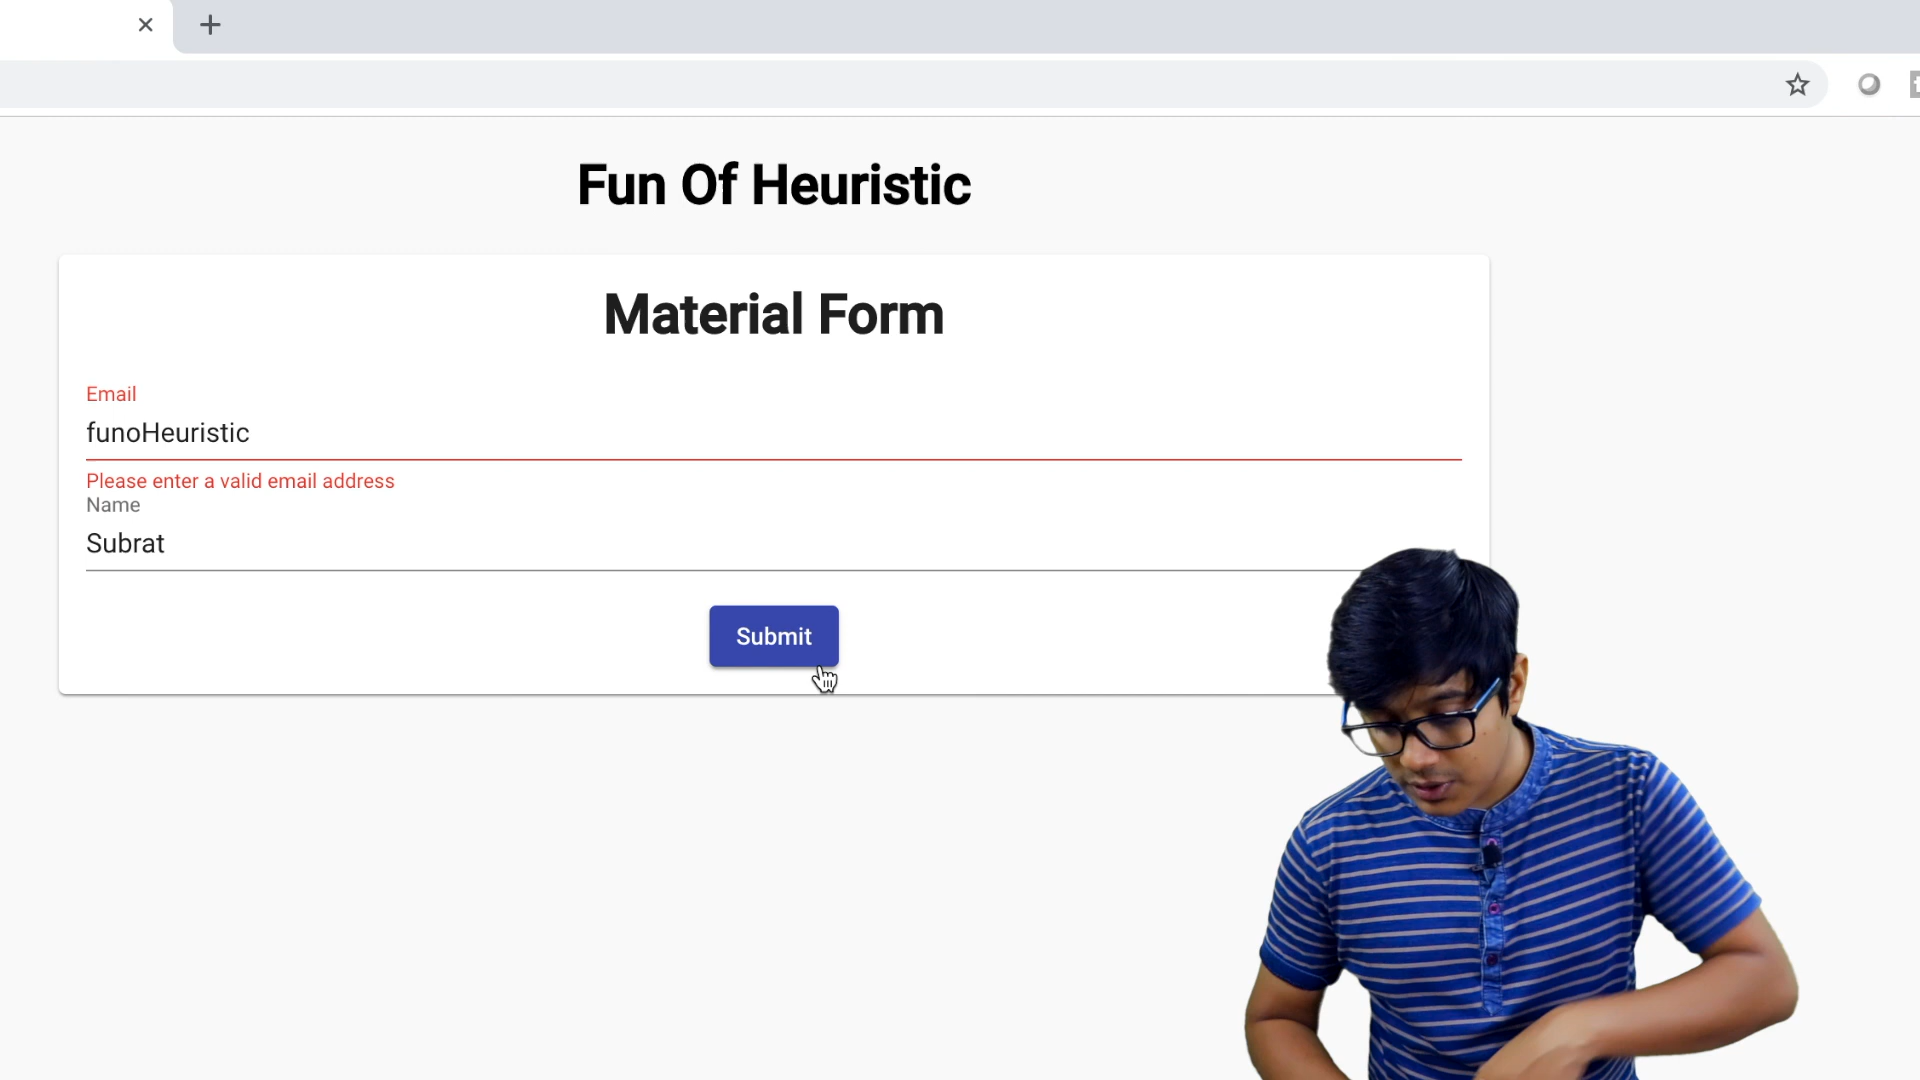 Fun Of Heuristic
Material Form
Email
funoHeuristic
Please enter a valid email address
Name
Subrat
Submit